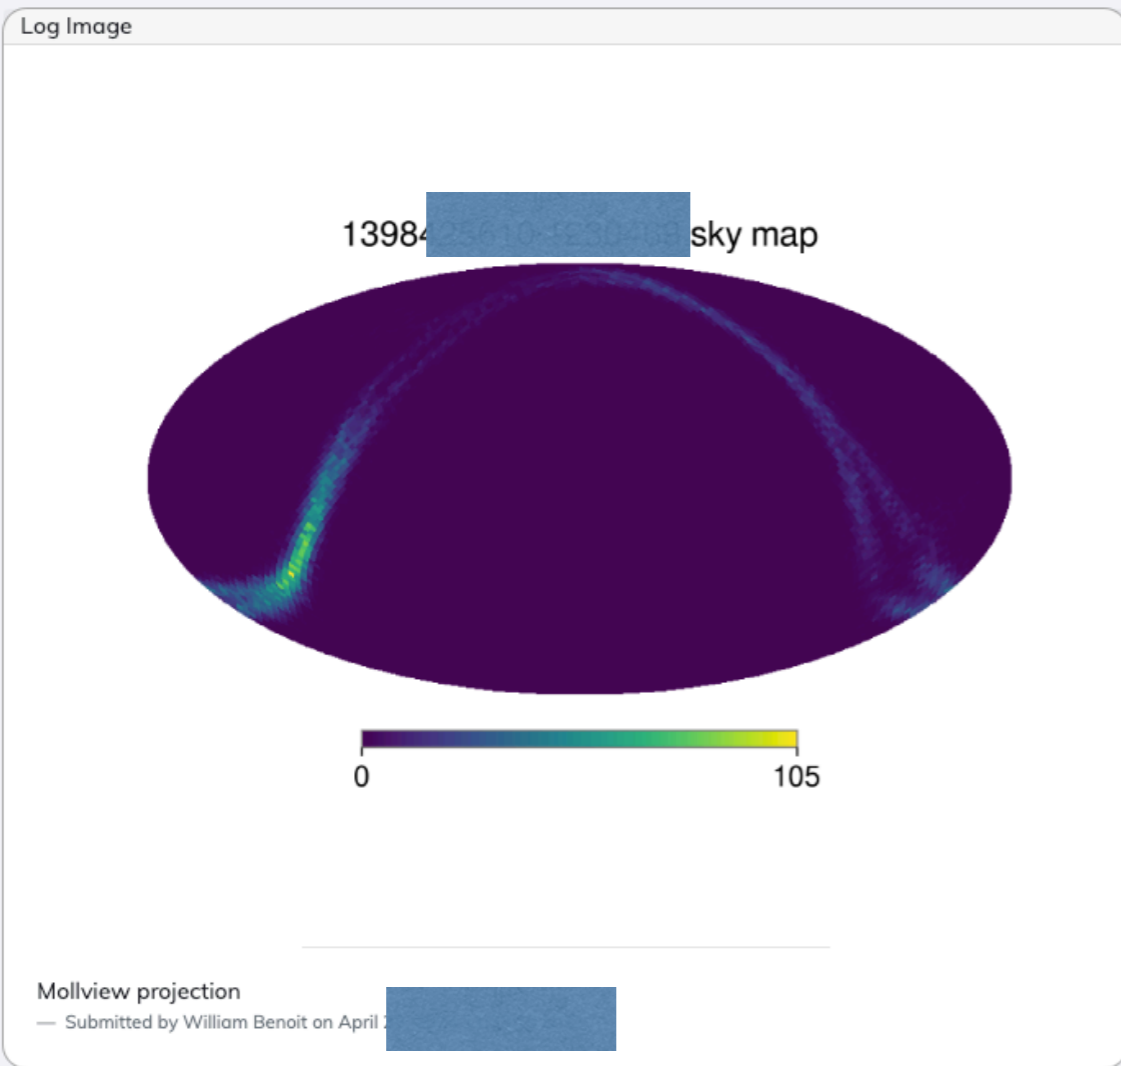 Log Image
1398 sky map
0 105
Mollview projection
— Submitted by William Benoit on April